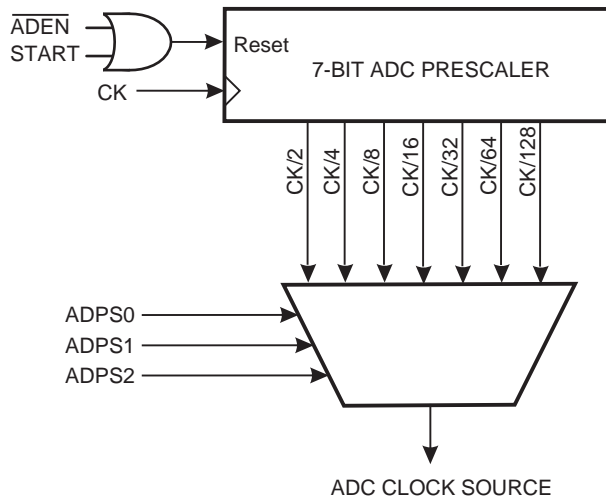 ADEN
START
Reset
7-BIT ADC PRESCALER
CK
CK/2
CK/4
CK/8
CK/16
CK/32
CK/64
CK/128
ADPS0
ADPS1
ADPS2
ADC CLOCK SOURCE